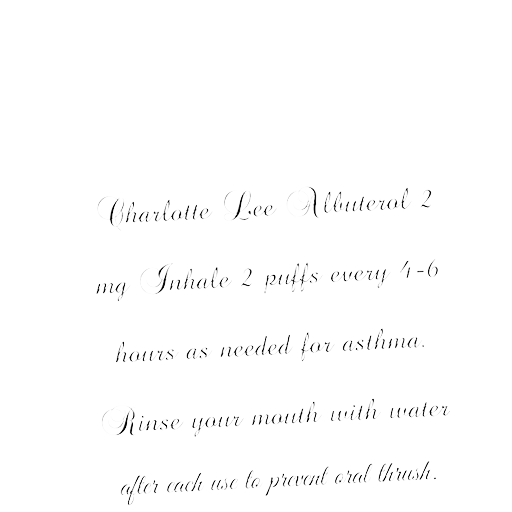 Charlotte Lee Albuterol 2
mg Inhale 2 puffs every 4-6
hours as needed for asthma.
Rinse your mouth with water
after each use to prevent oral thrush.